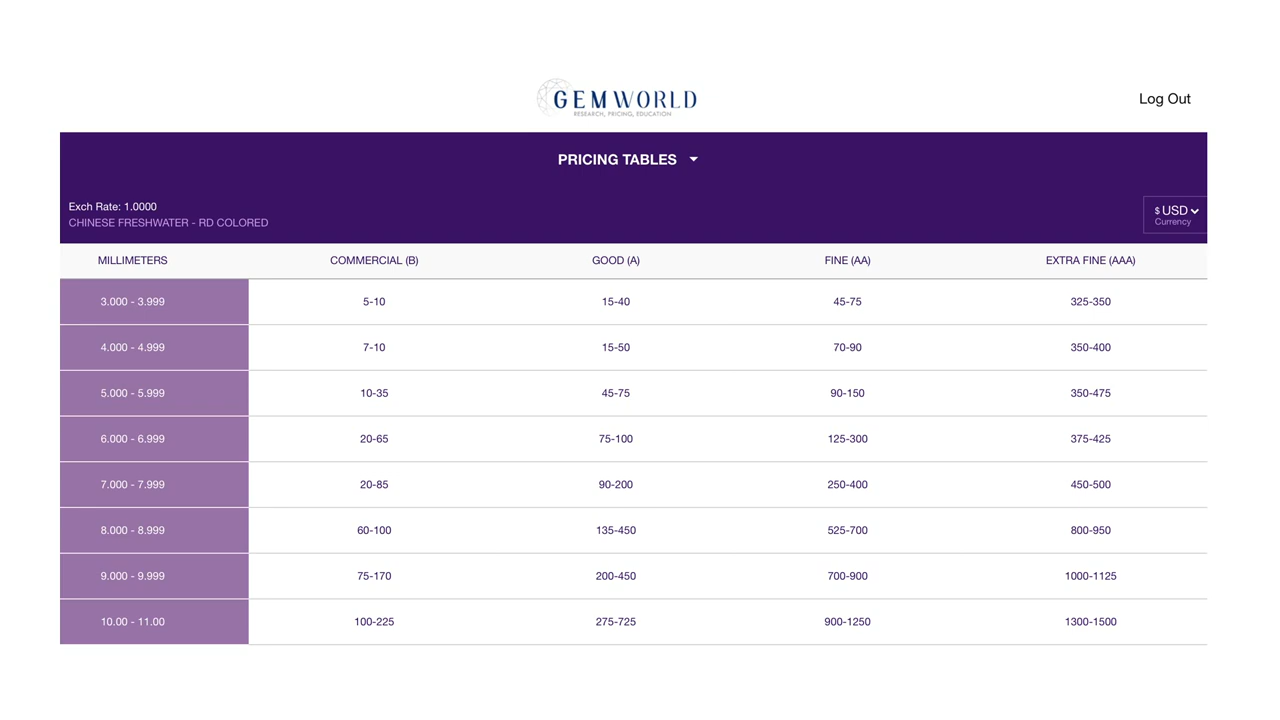 GEMWORLD
RESEARCH, PRICING, EDUCATION
Log Out
PRICING TABLES
Exch Rate: 1.0000
CHINESE FRESHWATER - RD COLORED
$ USD
Currency
MILLIMETERS COMMERCIAL (B) GOOD (A) FINE (AA) EXTRA FINE (AAA)
3.000 - 3.999 5-10 15-40 45-75 325-350
4.000 - 4.999 7-10 15-50 70-90 350-400
5.000 - 5.999 10-35 45-75 90-150 350-475
6.000 - 6.999 20-65 75-100 125-300 375-425
7.000 - 7.999 20-85 90-200 250-400 450-500
8.000 - 8.999 60-100 135-450 525-700 800-950
9.000 - 9.999 75-170 200-450 700-900 1000-1125
10.00 - 11.00 100-225 275-725 900-1250 1300-1500